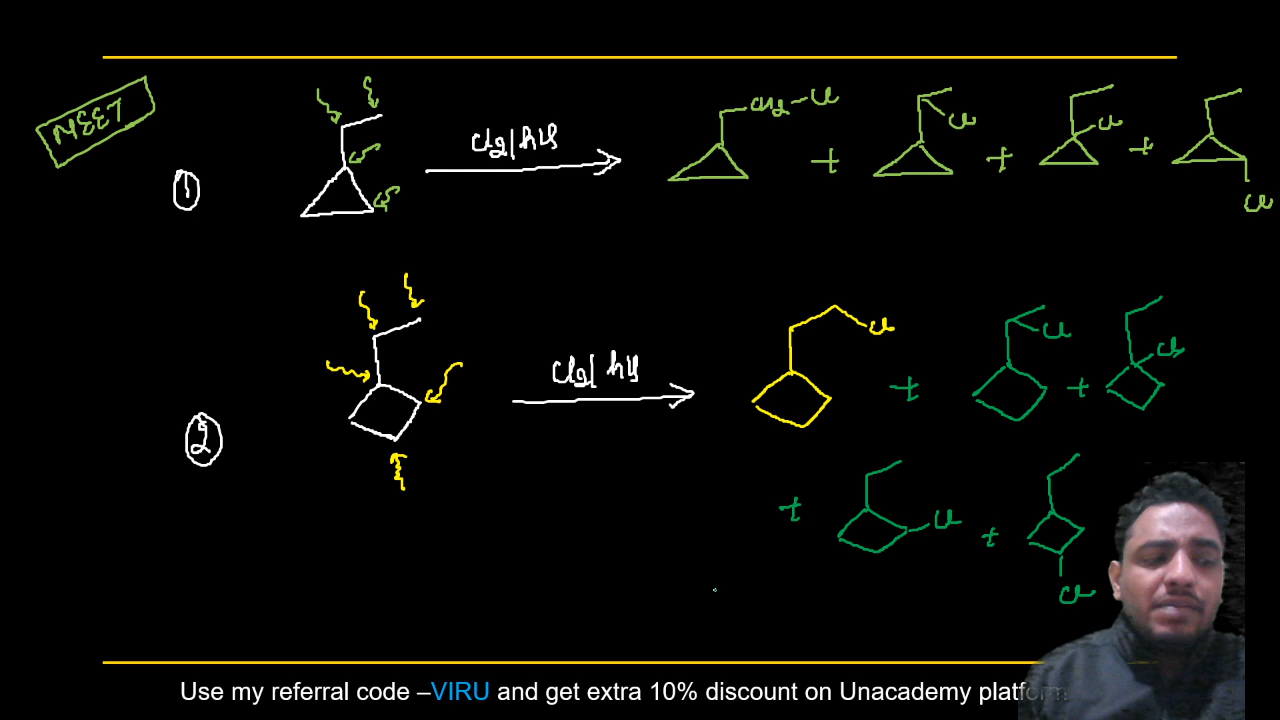 NEET
Cl2/hν
CH2-Cl
Cl
+
Cl
+
Cl
+
①
②
Cl2/hν
Cl
+
Cl
+
Cl
+
Cl
+
Cl
Use my referral code –VIRU and get extra 10% discount on Unacademy platform